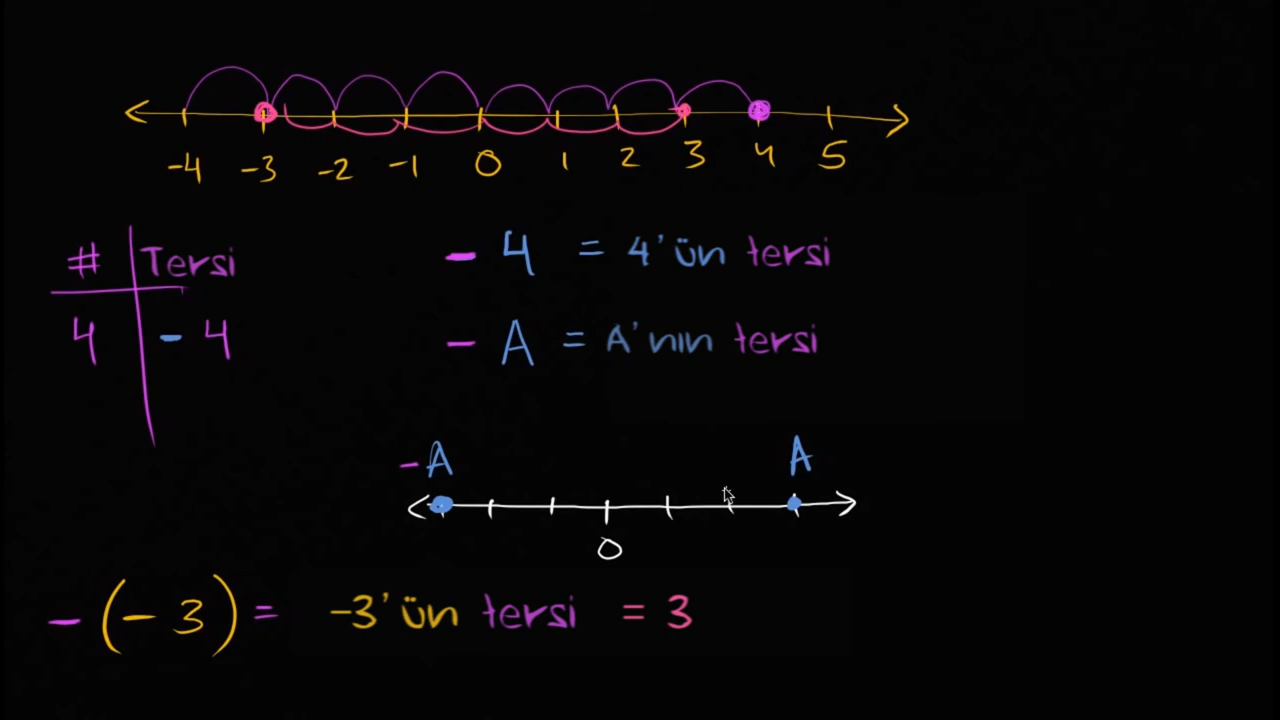 -4 -3 -2 -1 0 1 2 3 4 5
# Tersi
4 - 4
- 4 = 4'ün tersi
- A = A'nın tersi
-A A
0
- (- 3) = -3'ün tersi = 3